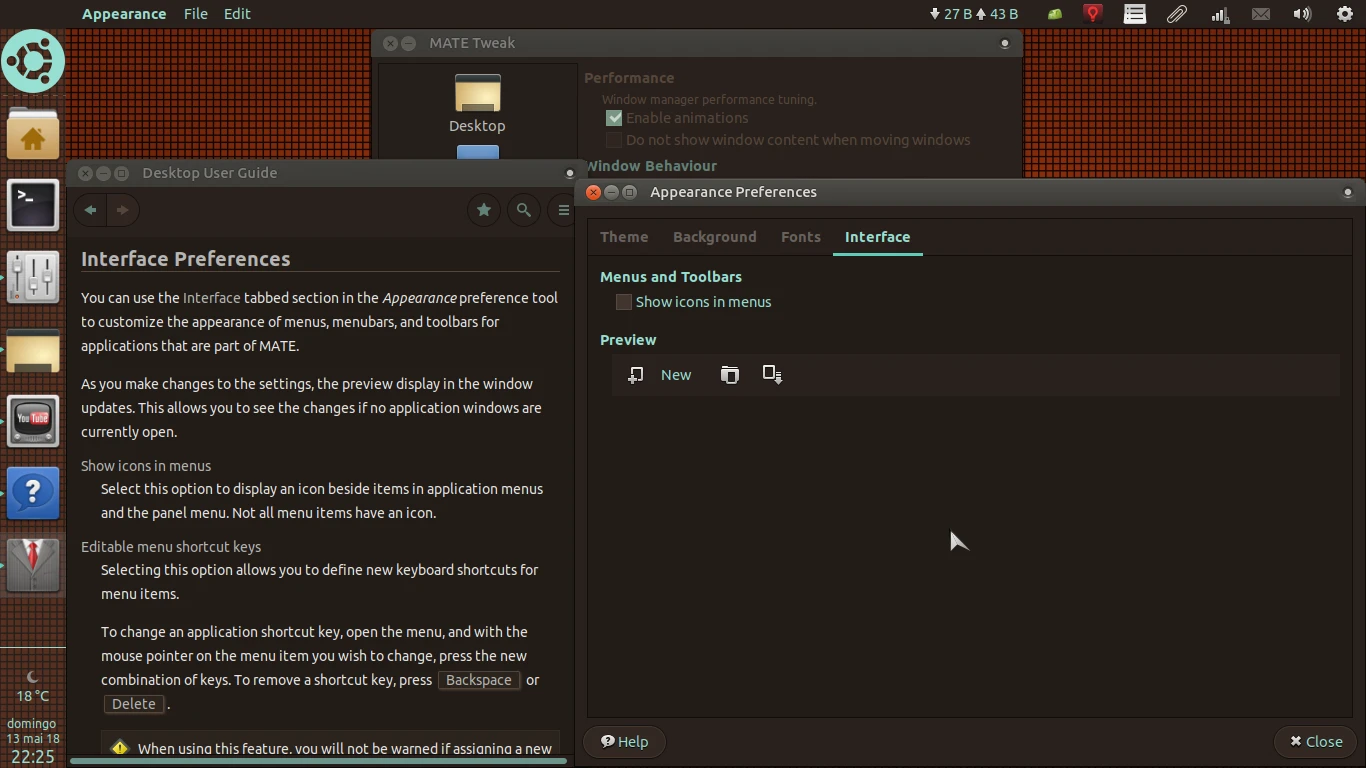 Appearance File Edit
27 B 43 B
MATE Tweak
Desktop
Performance
Window manager performance tuning.
Enable animations
Do not show window content when moving windows
Window Behaviour
Desktop User Guide
Interface Preferences
You can use the Interface tabbed section in the Appearance preference tool
to customize the appearance of menus, menubars, and toolbars for
applications that are part of MATE.
As you make changes to the settings, the preview display in the window
updates. This allows you to see the changes if no application windows are
currently open.
Show icons in menus
Select this option to display an icon beside items in application menus
and the panel menu. Not all menu items have an icon.
Editable menu shortcut keys
Selecting this option allows you to define new keyboard shortcuts for
menu items.
To change an application shortcut key, open the menu, and with the
mouse pointer on the menu item you wish to change, press the new
combination of keys. To remove a shortcut key, press Backspace or
Delete .
When using this feature, you will not be warned if assigning a new
Appearance Preferences
Theme Background Fonts Interface
Menus and Toolbars
Show icons in menus
Preview
New
Help
Close
You Tube
18 °C
domingo
13 mai 18
22:25